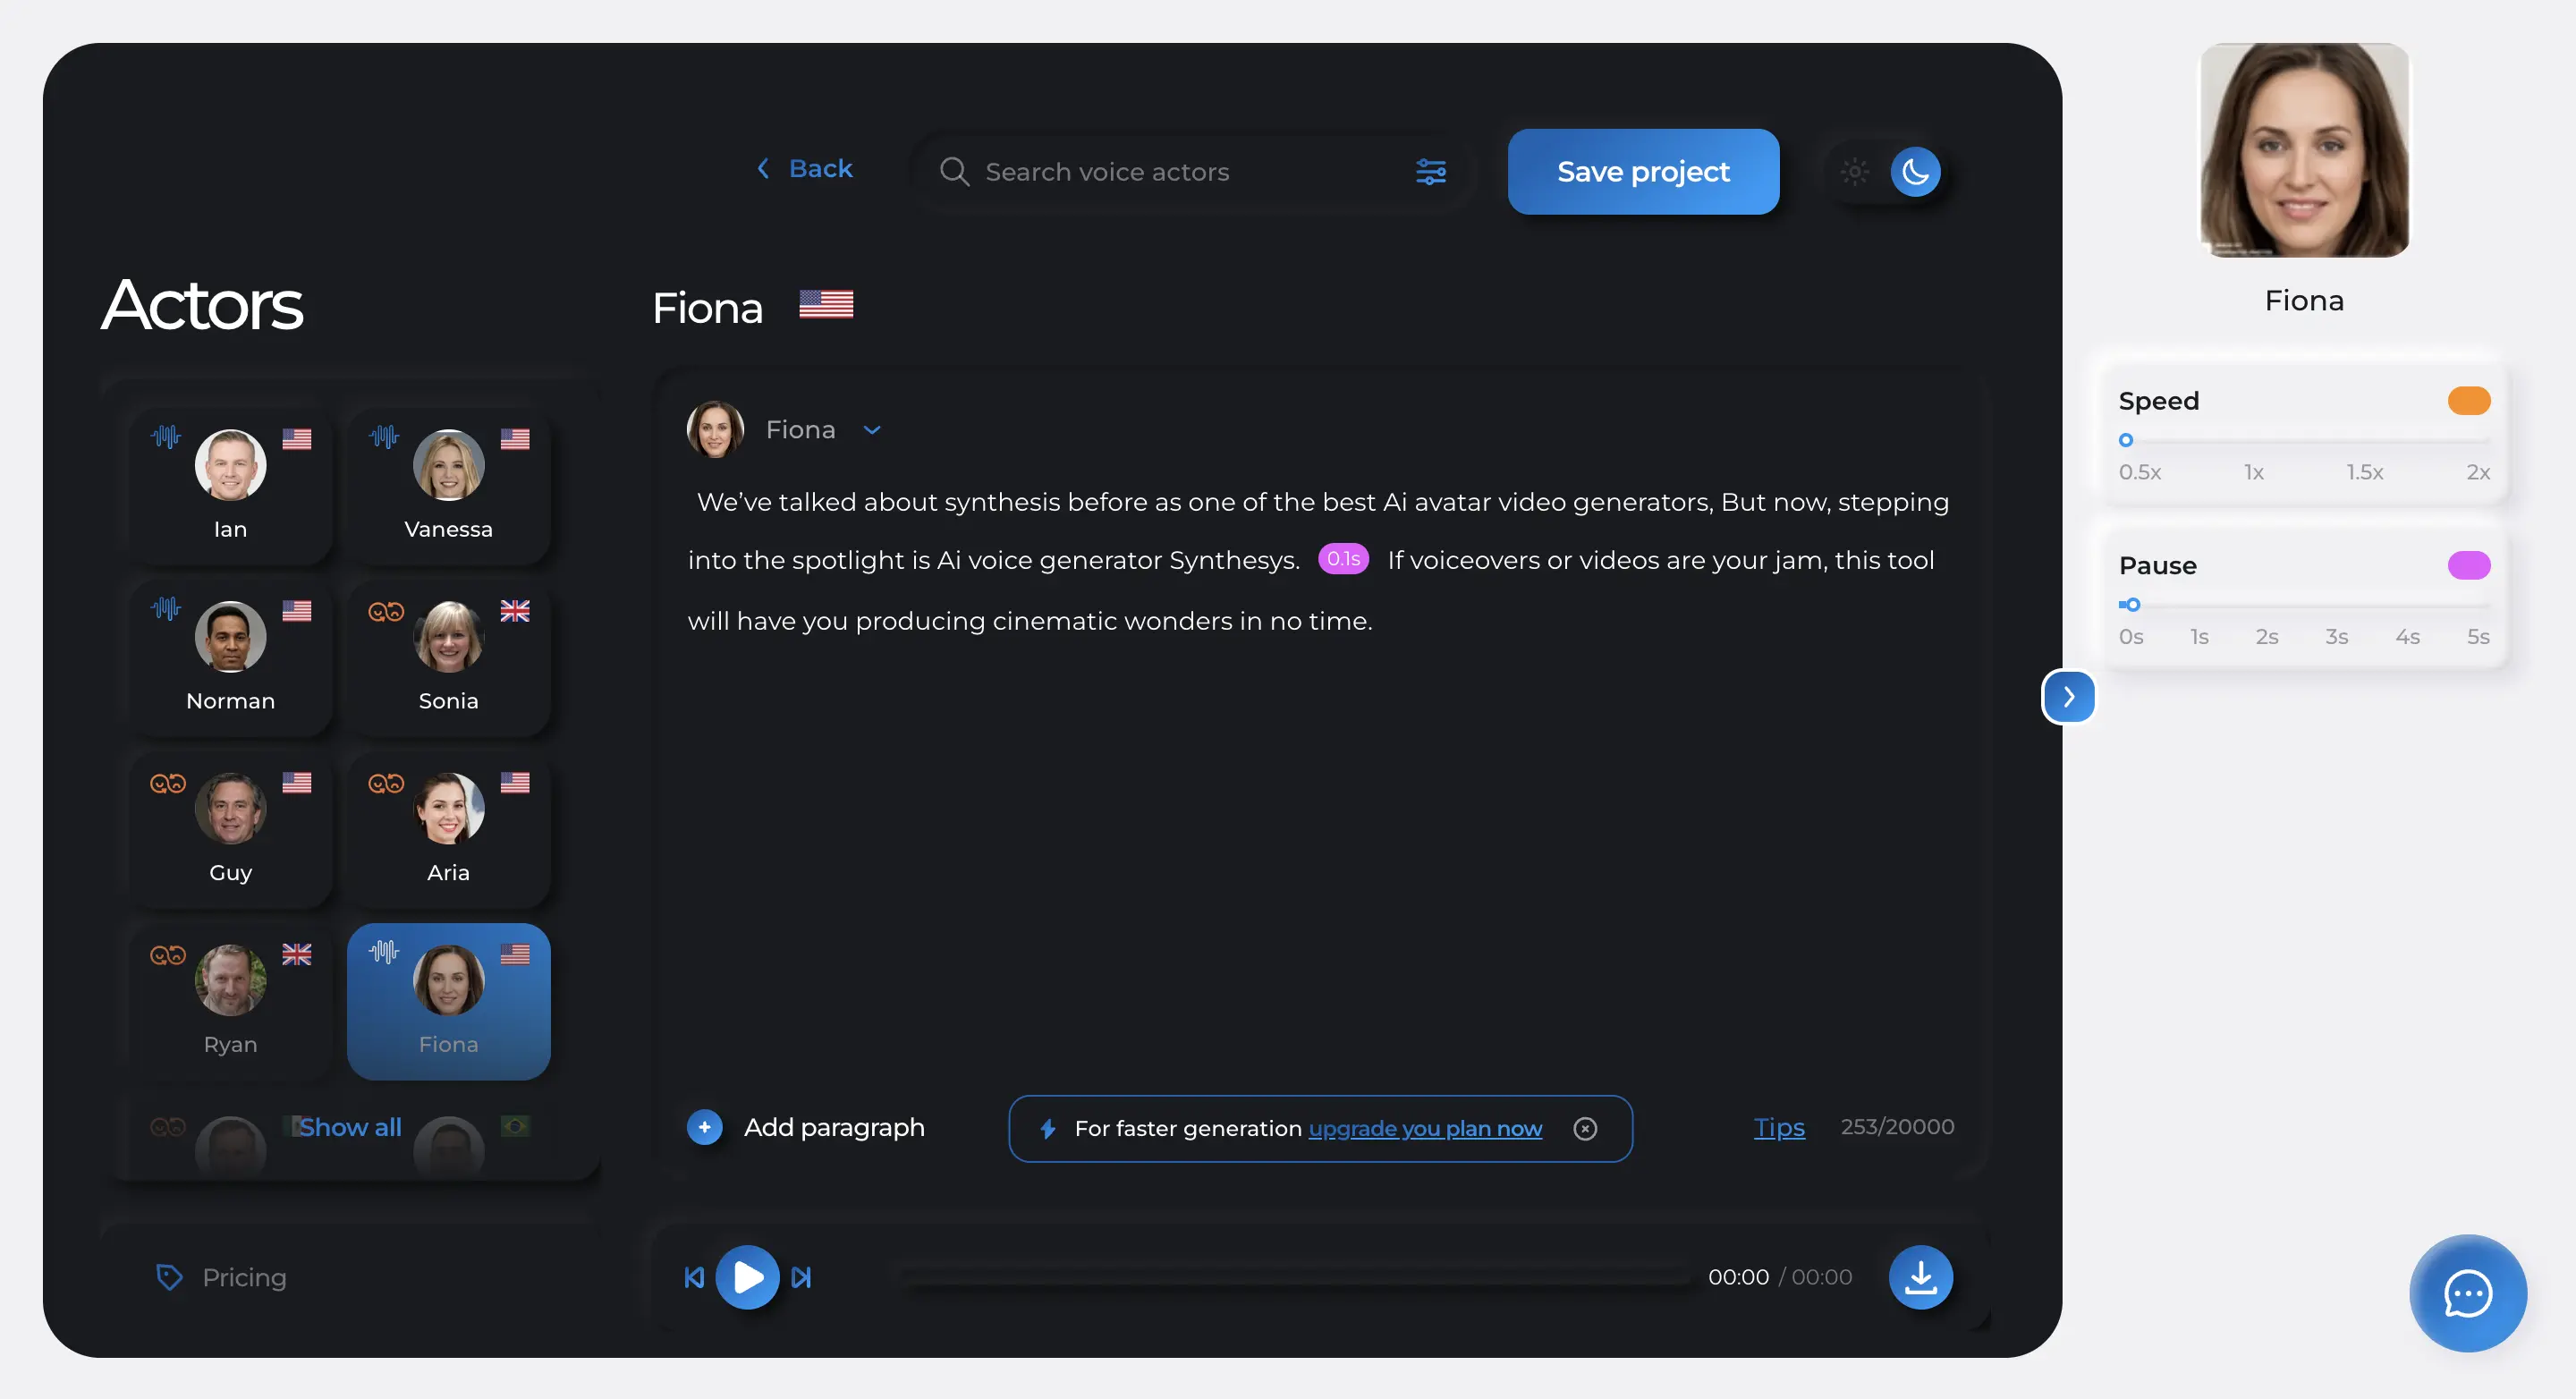 Back
Search voice actors
Save project
Actors
Ian
Vanessa
Norman
Sonia
Guy
Aria
Ryan
Fiona
Show all
Pricing
Fiona
Fiona
We’ve talked about synthesis before as one of the best Ai avatar video generators, But now, stepping
into the spotlight is Ai voice generator Synthesys. 0.1s If voiceovers or videos are your jam, this tool
will have you producing cinematic wonders in no time.
Add paragraph
For faster generation upgrade you plan now
Tips 253/20000
00:00 / 00:00
Fiona
Speed
0.5x 1x 1.5x 2x
Pause
0s 1s 2s 3s 4s 5s